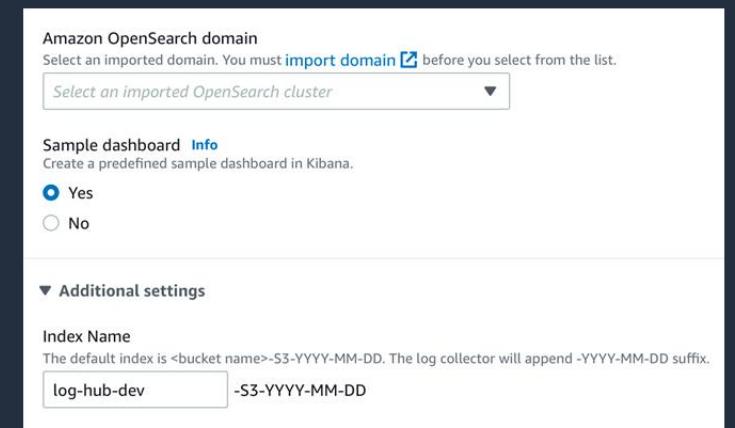 Amazon OpenSearch domain
Select an imported domain. You must import domain before you select from the list.
Select an imported OpenSearch cluster
Sample dashboard Info
Create a predefined sample dashboard in Kibana.
Yes
No
Additional settings
Index Name
The default index is <bucket name>-S3-YYYY-MM-DD. The log collector will append -YYYY-MM-DD suffix.
log-hub-dev -S3-YYYY-MM-DD